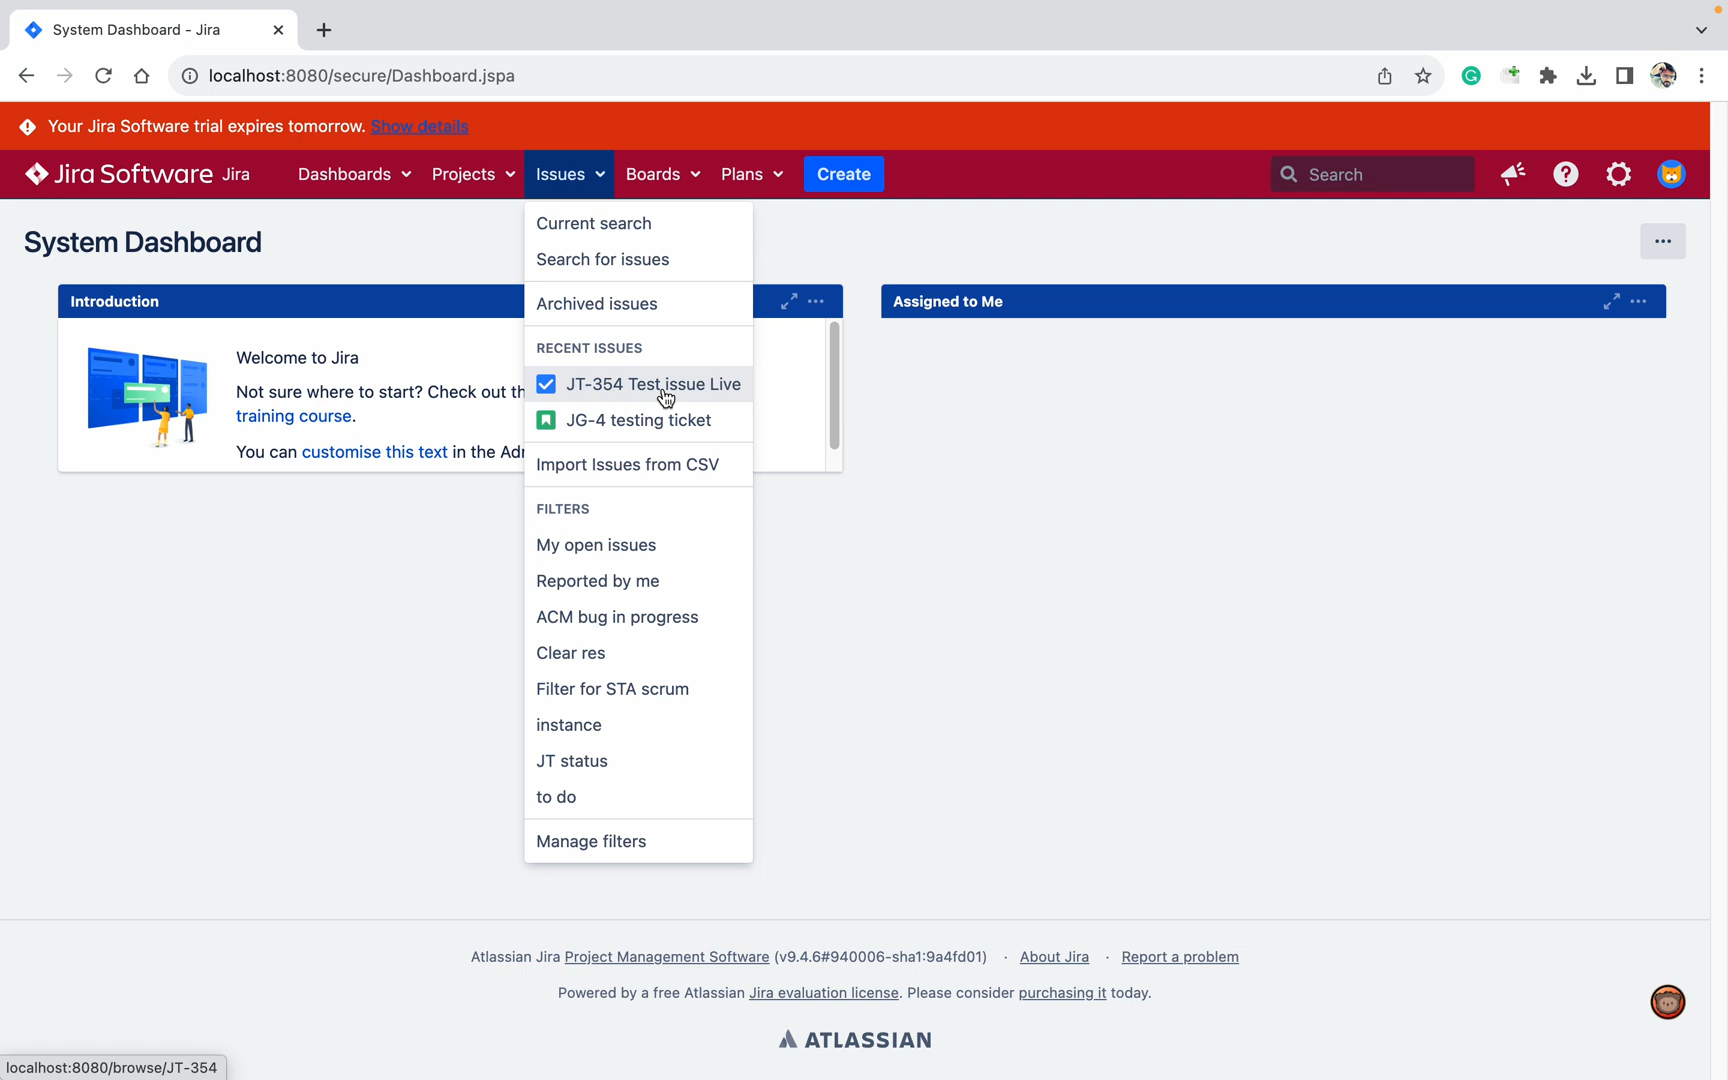 System Dashboard - Jira
localhost:8080/secure/Dashboard.jspa
Your Jira Software trial expires tomorrow. Show details
Jira Software Jira Dashboards Projects Issues Boards Plans Create Search
System Dashboard
Current search
Search for issues
Archived issues
RECENT ISSUES
JT-354 Test issue Live
JG-4 testing ticket
Import Issues from CSV
FILTERS
My open issues
Reported by me
ACM bug in progress
Clear res
Filter for STA scrum
instance
JT status
to do
Manage filters
Introduction
Welcome to Jira
Not sure where to start? Check out th
training course.
You can customise this text in the Adr
Assigned to Me
Atlassian Jira Project Management Software (v9.4.6#940006-sha1:9a4fd01) · About Jira · Report a problem
Powered by a free Atlassian Jira evaluation license. Please consider purchasing it today.
ATLASSIAN
localhost:8080/browse/JT-354